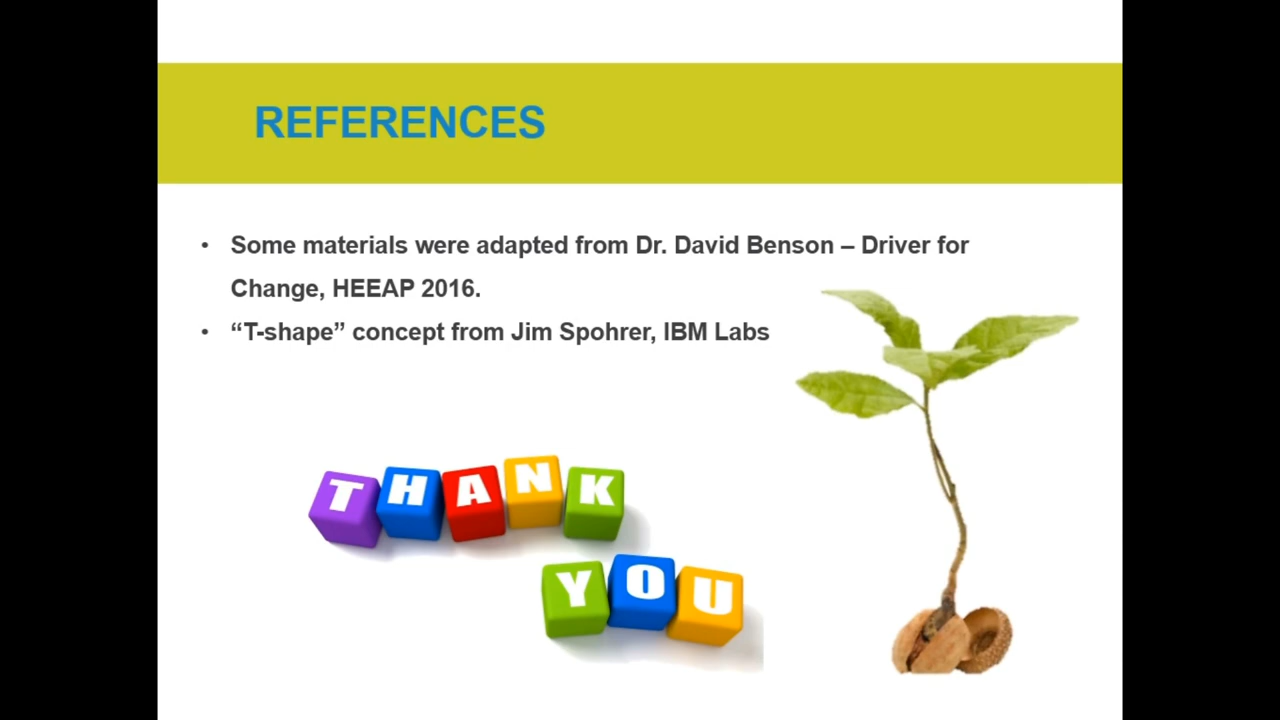 REFERENCES
• Some materials were adapted from Dr. David Benson – Driver for
Change, HEEAP 2016.
• “T-shape” concept from Jim Spohrer, IBM Labs
THANK
YOU